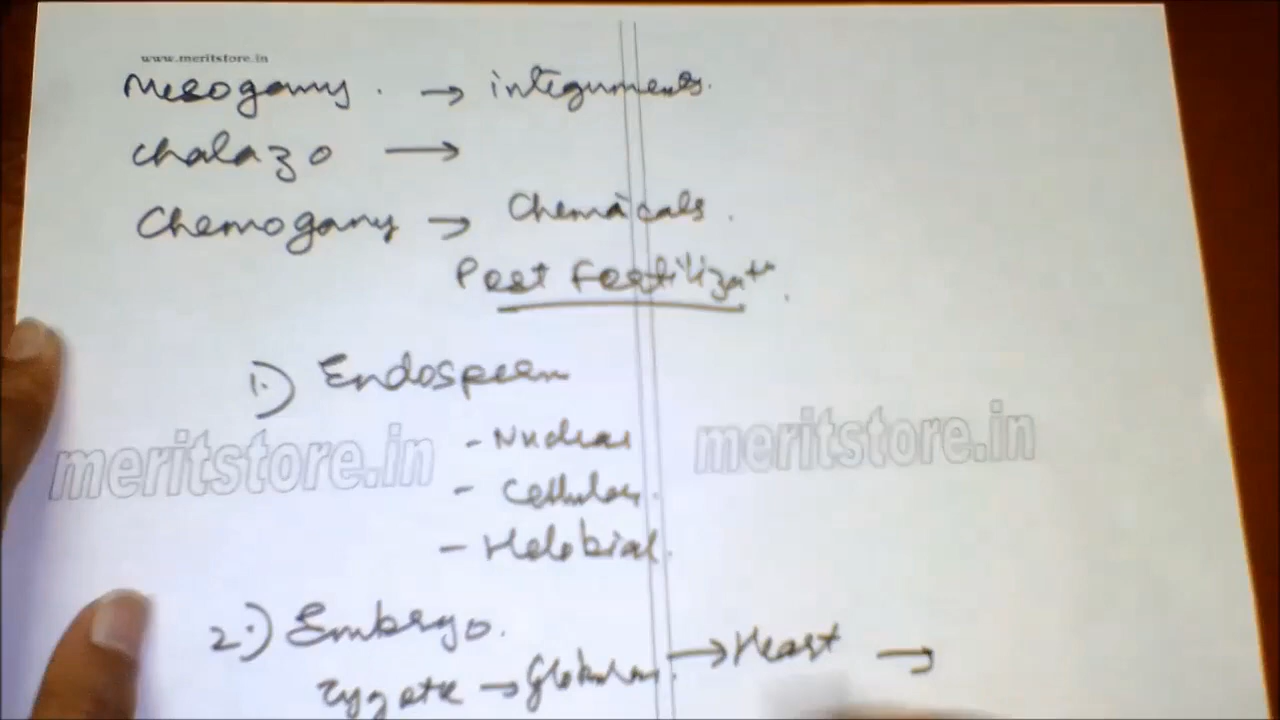 www.meritstore.in
Mesogamy. → integuments.
chalazo →
Chemogamy → Chemicals.
Post Fertilizatn.
1.) Endosperm
meritstore.in - Nuclear meritstore.in
- Cellular.
- Helobial.
2.) Embryo.
Zygote → Globular. → Heart →